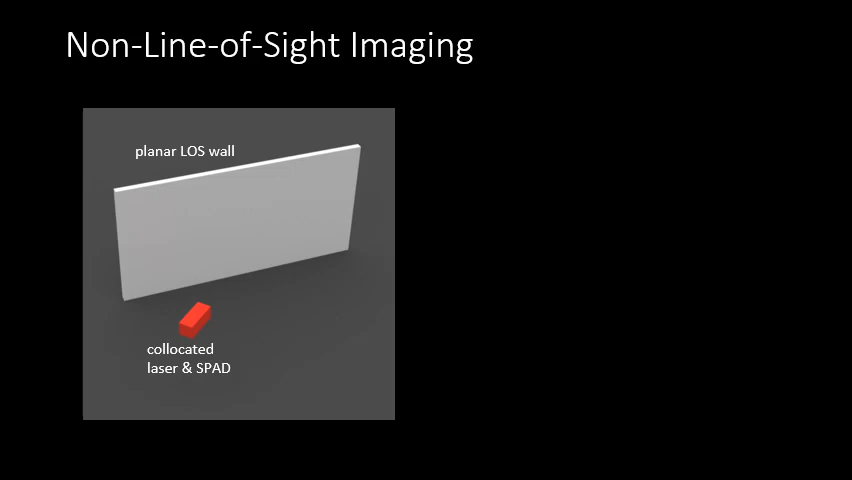 Non-Line-of-Sight Imaging
planar LOS wall
collocated
laser & SPAD